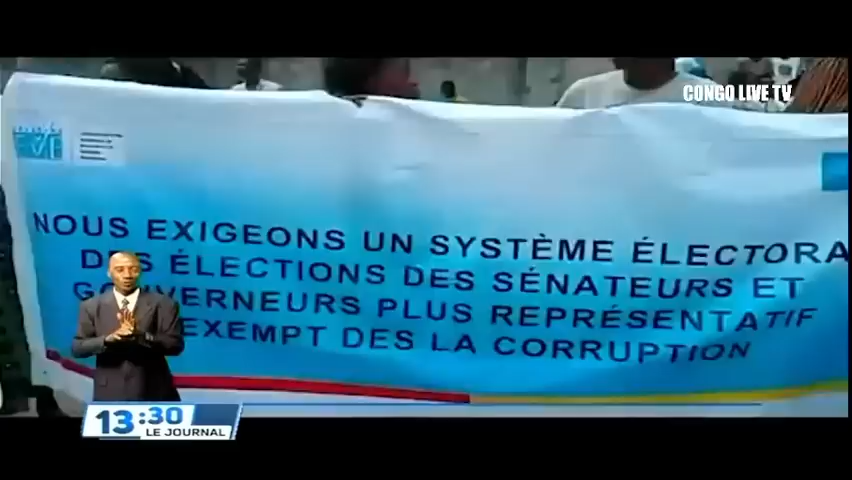 CONGO LIVE TV
NOUS EXIGEONS UN SYSTÈME ÉLECTORA
DES ÉLECTIONS DES SÉNATEURS ET
GOUVERNEURS PLUS REPRÉSENTATIF
EXEMPT DES LA CORRUPTION
13:30
LE JOURNAL